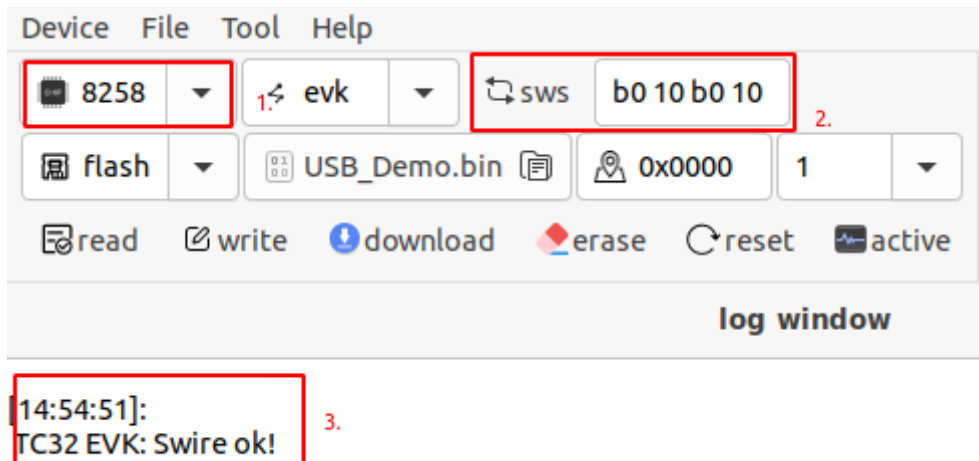 Device File Tool Help
8258 1. evk sws b0 10 b0 10 2.
flash USB_Demo.bin 0x0000 1
read write download erase reset active
log window
[14:54:51]:
TC32 EVK: Swire ok!
3.